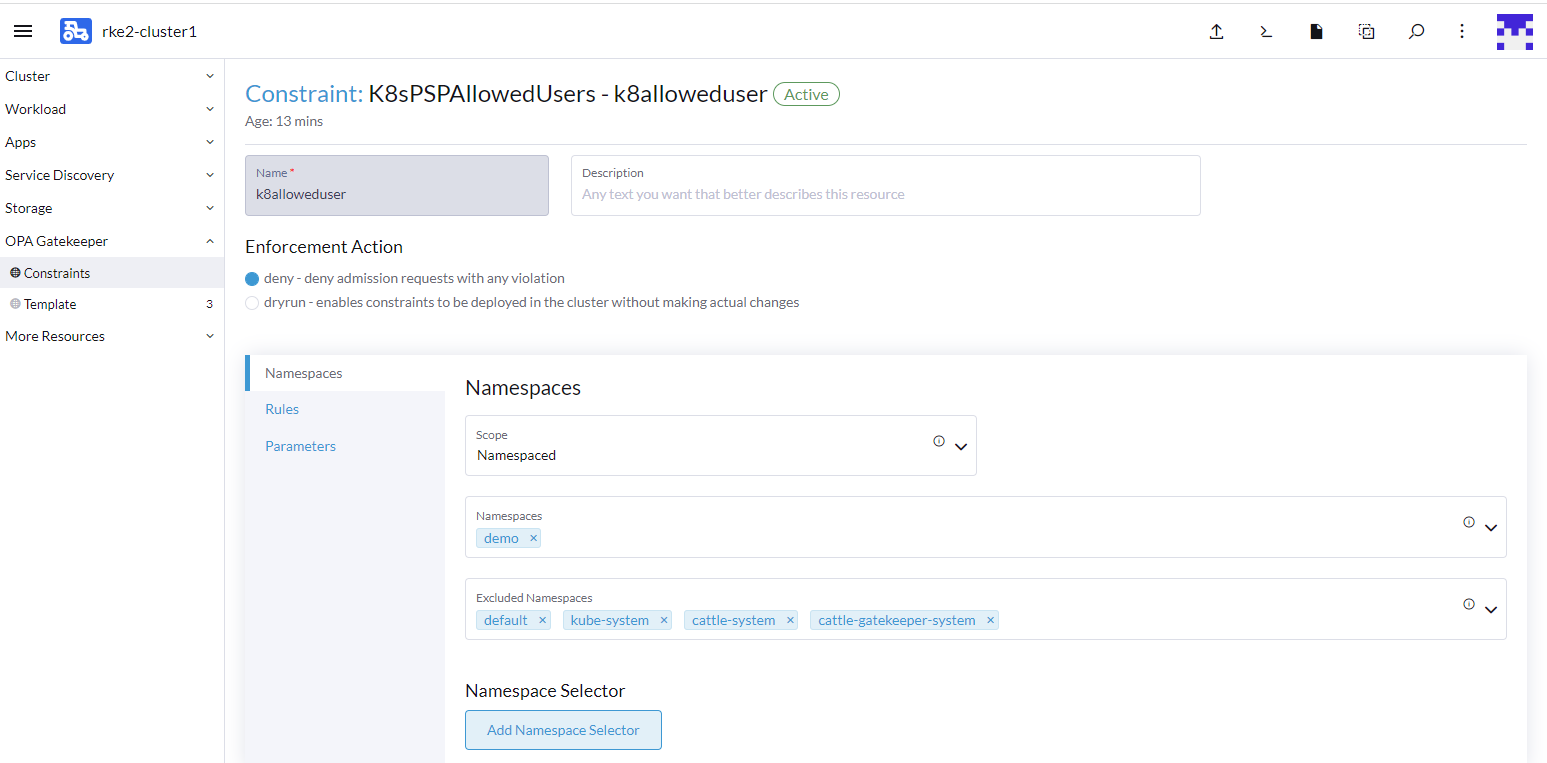 rke2-cluster1
Cluster
Workload
Apps
Service Discovery
Storage
OPA Gatekeeper
Constraints
Template 3
More Resources
Constraint: K8sPSPAllowedUsers - k8alloweduser Active
Age: 13 mins
Name *
k8alloweduser
Description
Any text you want that better describes this resource
Enforcement Action
deny - deny admission requests with any violation
dryrun - enables constraints to be deployed in the cluster without making actual changes
Namespaces
Rules
Parameters
Namespaces
Scope
Namespaced
Namespaces
demo ×
Excluded Namespaces
default × kube-system × cattle-system × cattle-gatekeeper-system ×
Namespace Selector
Add Namespace Selector